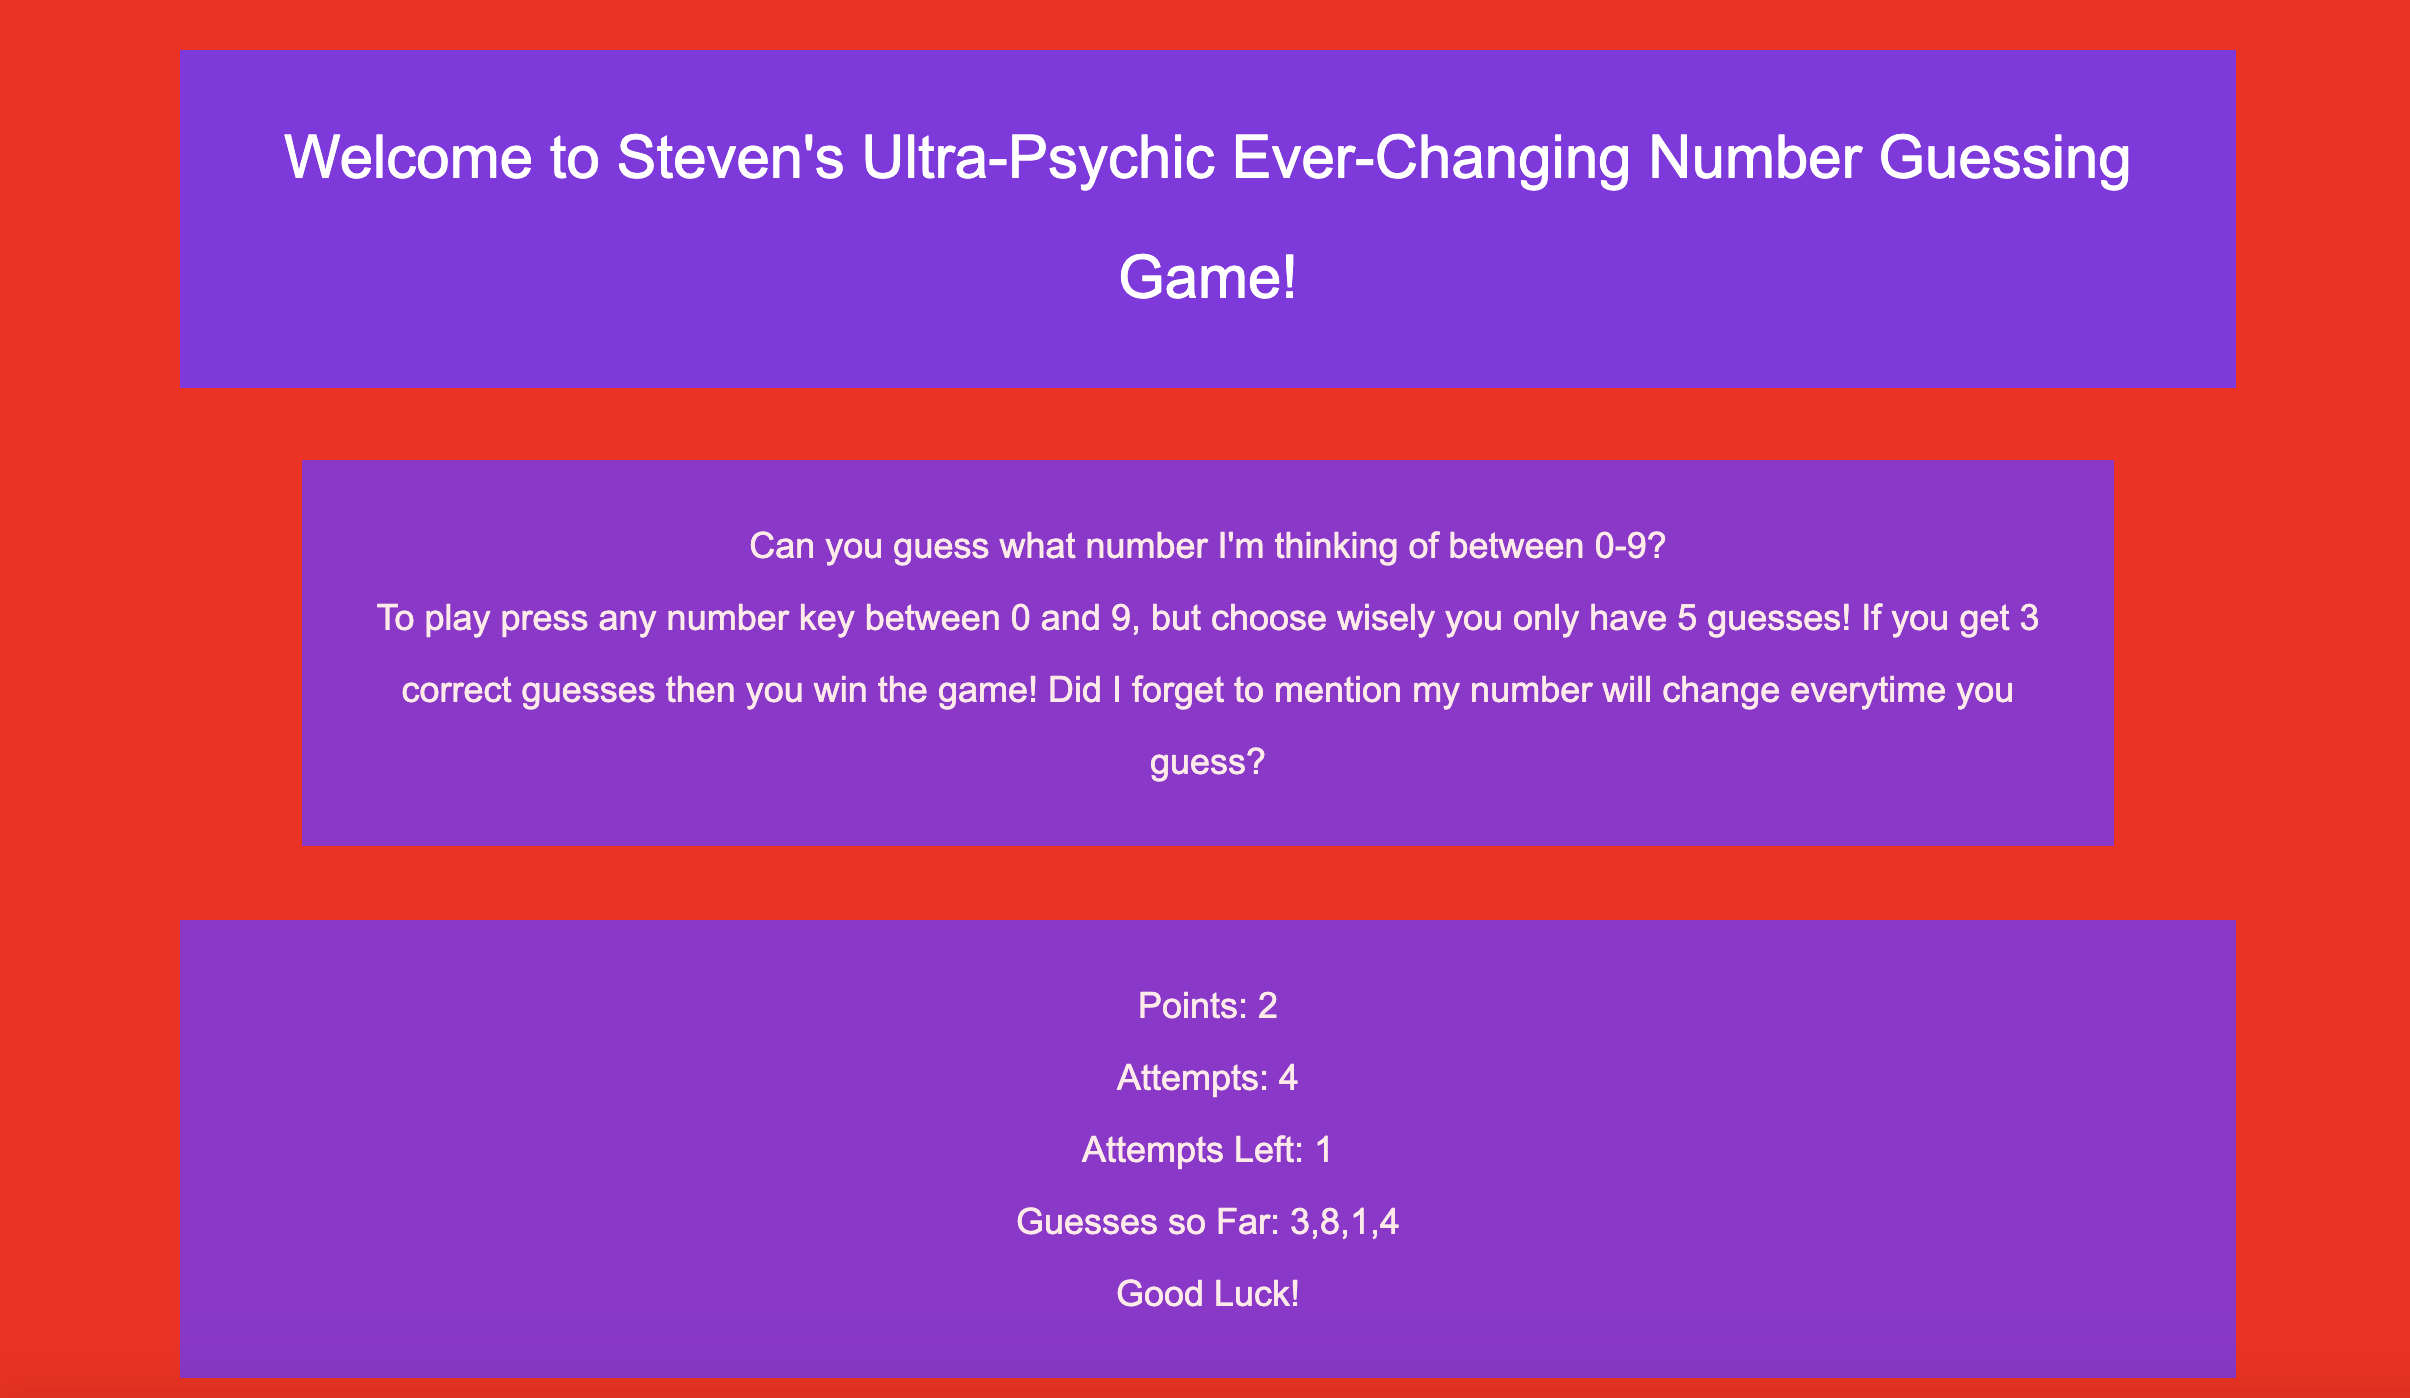 Welcome to Steven's Ultra-Psychic Ever-Changing Number Guessing
Game!
Can you guess what number I'm thinking of between 0-9?
To play press any number key between 0 and 9, but choose wisely you only have 5 guesses! If you get 3
correct guesses then you win the game! Did I forget to mention my number will change everytime you
guess?
Points: 2
Attempts: 4
Attempts Left: 1
Guesses so Far: 3,8,1,4
Good Luck!